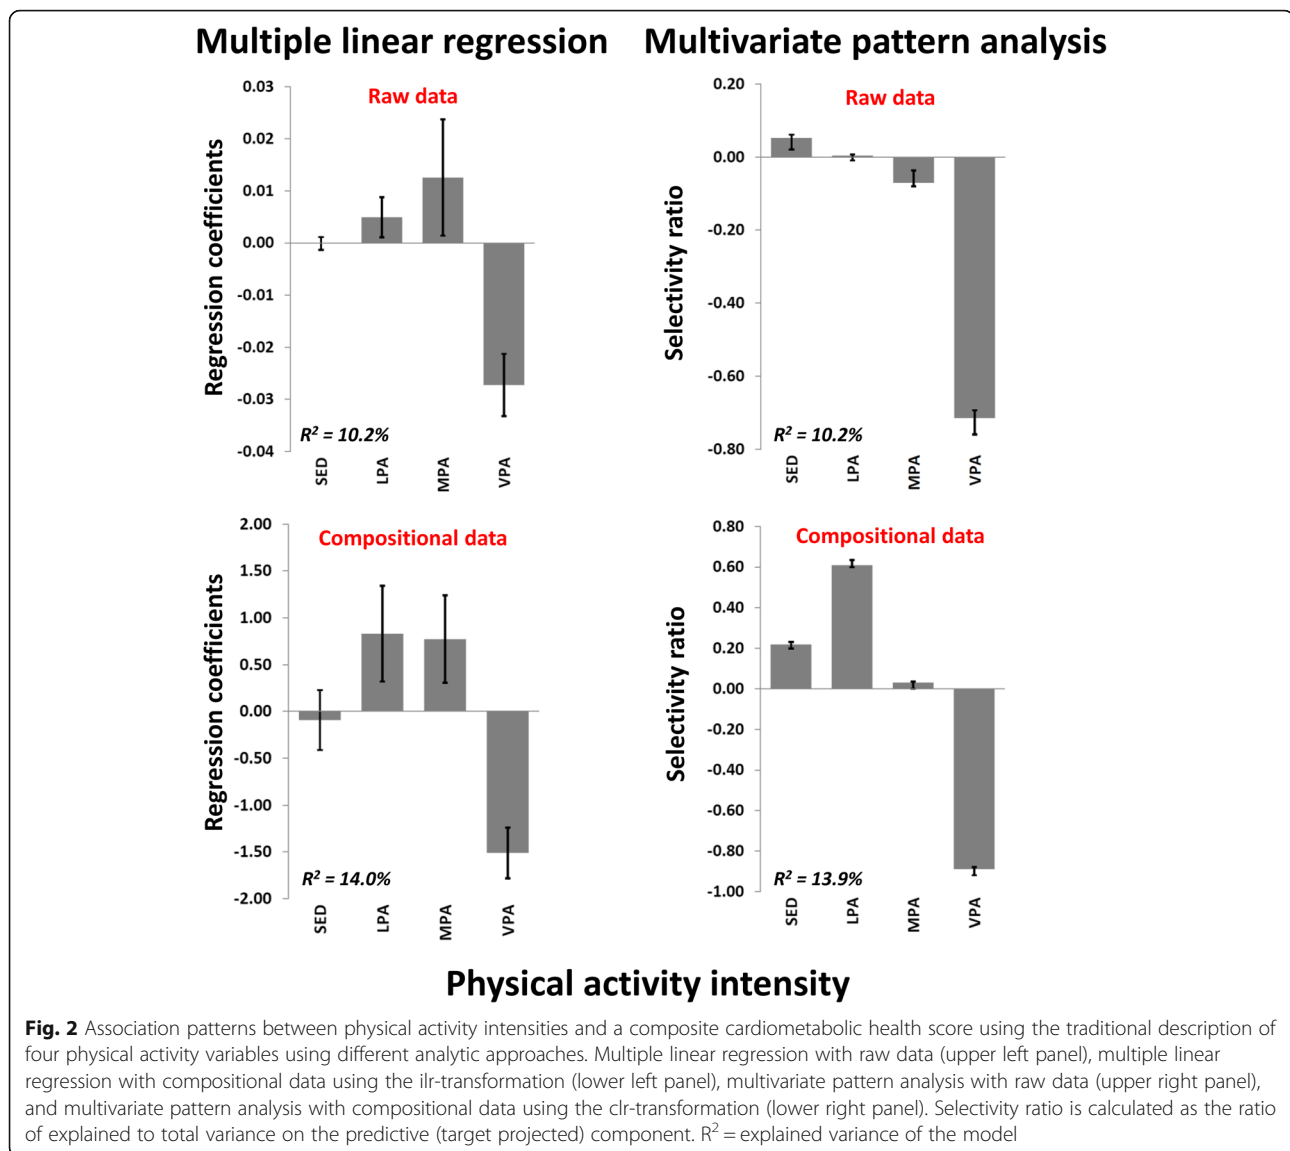 Multiple linear regression
Multivariate pattern analysis
Raw data
Regression coefficients
0.03
0.02
0.01
0.00
-0.01
-0.02
-0.03
-0.04
R² = 10.2%
SED
LPA
MPA
VPA
Raw data
Selectivity ratio
0.20
0.00
-0.20
-0.40
-0.60
-0.80
R² = 10.2%
SED
LPA
MPA
VPA
Compositional data
Regression coefficients
2.00
1.50
1.00
0.50
0.00
-0.50
-1.00
-1.50
-2.00
R² = 14.0%
SED
LPA
MPA
VPA
Compositional data
Selectivity ratio
0.80
0.60
0.40
0.20
0.00
-0.20
-0.40
-0.60
-0.80
-1.00
R² = 13.9%
SED
LPA
MPA
VPA
Physical activity intensity
Fig. 2 Association patterns between physical activity intensities and a composite cardiometabolic health score using the traditional description of
four physical activity variables using different analytic approaches. Multiple linear regression with raw data (upper left panel), multiple linear
regression with compositional data using the ilr-transformation (lower left panel), multivariate pattern analysis with raw data (upper right panel),
and multivariate pattern analysis with compositional data using the clr-transformation (lower right panel). Selectivity ratio is calculated as the ratio
of explained to total variance on the predictive (target projected) component. R² = explained variance of the model